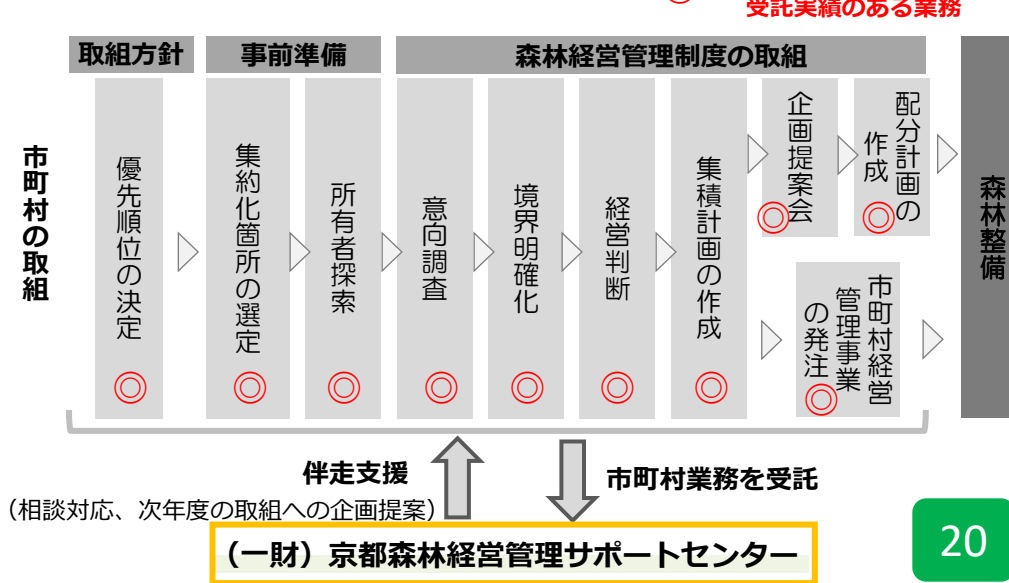 ◎
受託実績のある業務
取組方針
事前準備
森林経営管理制度の取組
市町村の取組
優先順位の決定
◎
集約化箇所の選定
◎
所有者探索
◎
意向調査
◎
境界明確化
◎
経営判断
◎
集積計画の作成
◎
企画提案会
◎
配分計画の
作成
◎
市町村経営
管理事業
の発注
◎
森林整備
伴走支援
(相談対応、次年度の取組への企画提案)
市町村業務を受託
(一財)京都森林経営管理サポートセンター
20